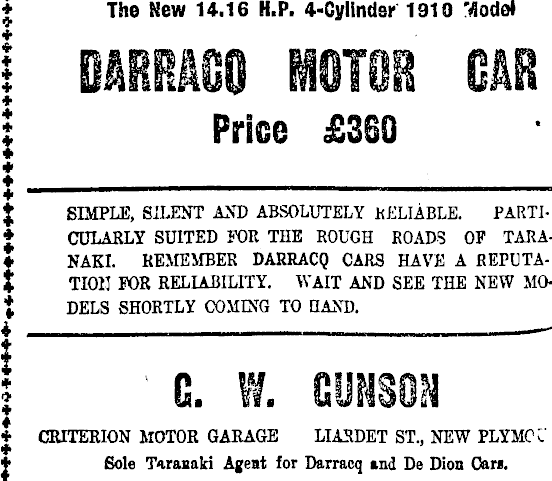 The New 14.16 H.P. 4-Cylinder 1910 Model
DARRACQ MOTOR CAR
Price £360
SIMPLE, SILENT AND ABSOLUTELY RELIABLE. PARTI-
CULARLY SUITED FOR THE ROUGH ROADS OF TARA-
NAKI. REMEMBER DARRACQ CARS HAVE A REPUTA-
TION FOR RELIABILITY. WAIT AND SEE THE NEW MO-
DELS SHORTLY COMING TO HAND.
G. W. GUNSON
CRITERION MOTOR GARAGE LIARDET ST., NEW PLYMOU
Sole Taranaki Agent for Darracq and De Dion Cars.